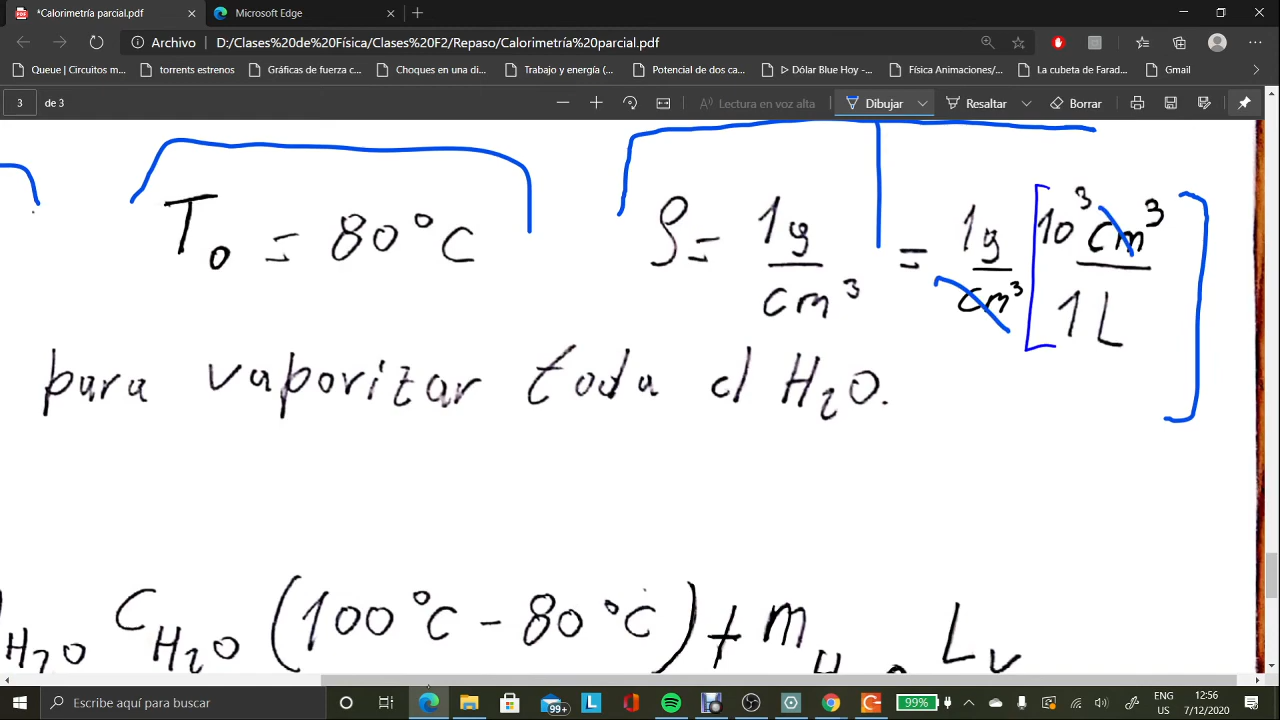 *Calorimetría parcial.pdf
Microsoft Edge
Archivo D:/Clases%20de%20Física/Clases%20F2/Repaso/Calorimetría%20parcial.pdf
Queue | Circuitos m...
torrents estrenos
Gráficas de fuerza c...
Choques en una di...
Trabajo y energía (...
Potencial de dos ca...
▷ Dólar Blue Hoy -...
Física Animaciones/...
La cubeta de Farad...
Gmail
3 de 3
Lectura en voz alta
Dibujar
Resaltar
Borrar
T₀ = 80°C
ρ = 1g/cm³ = 1g/cm³ [10³ cm³/1L]
para vaporizar toda el H₂O.
H₂O C H₂O (100°C - 80°C) + m Lv
Escribe aquí para buscar
99+
L
99%
ENG
ES
12:56
7/12/2020